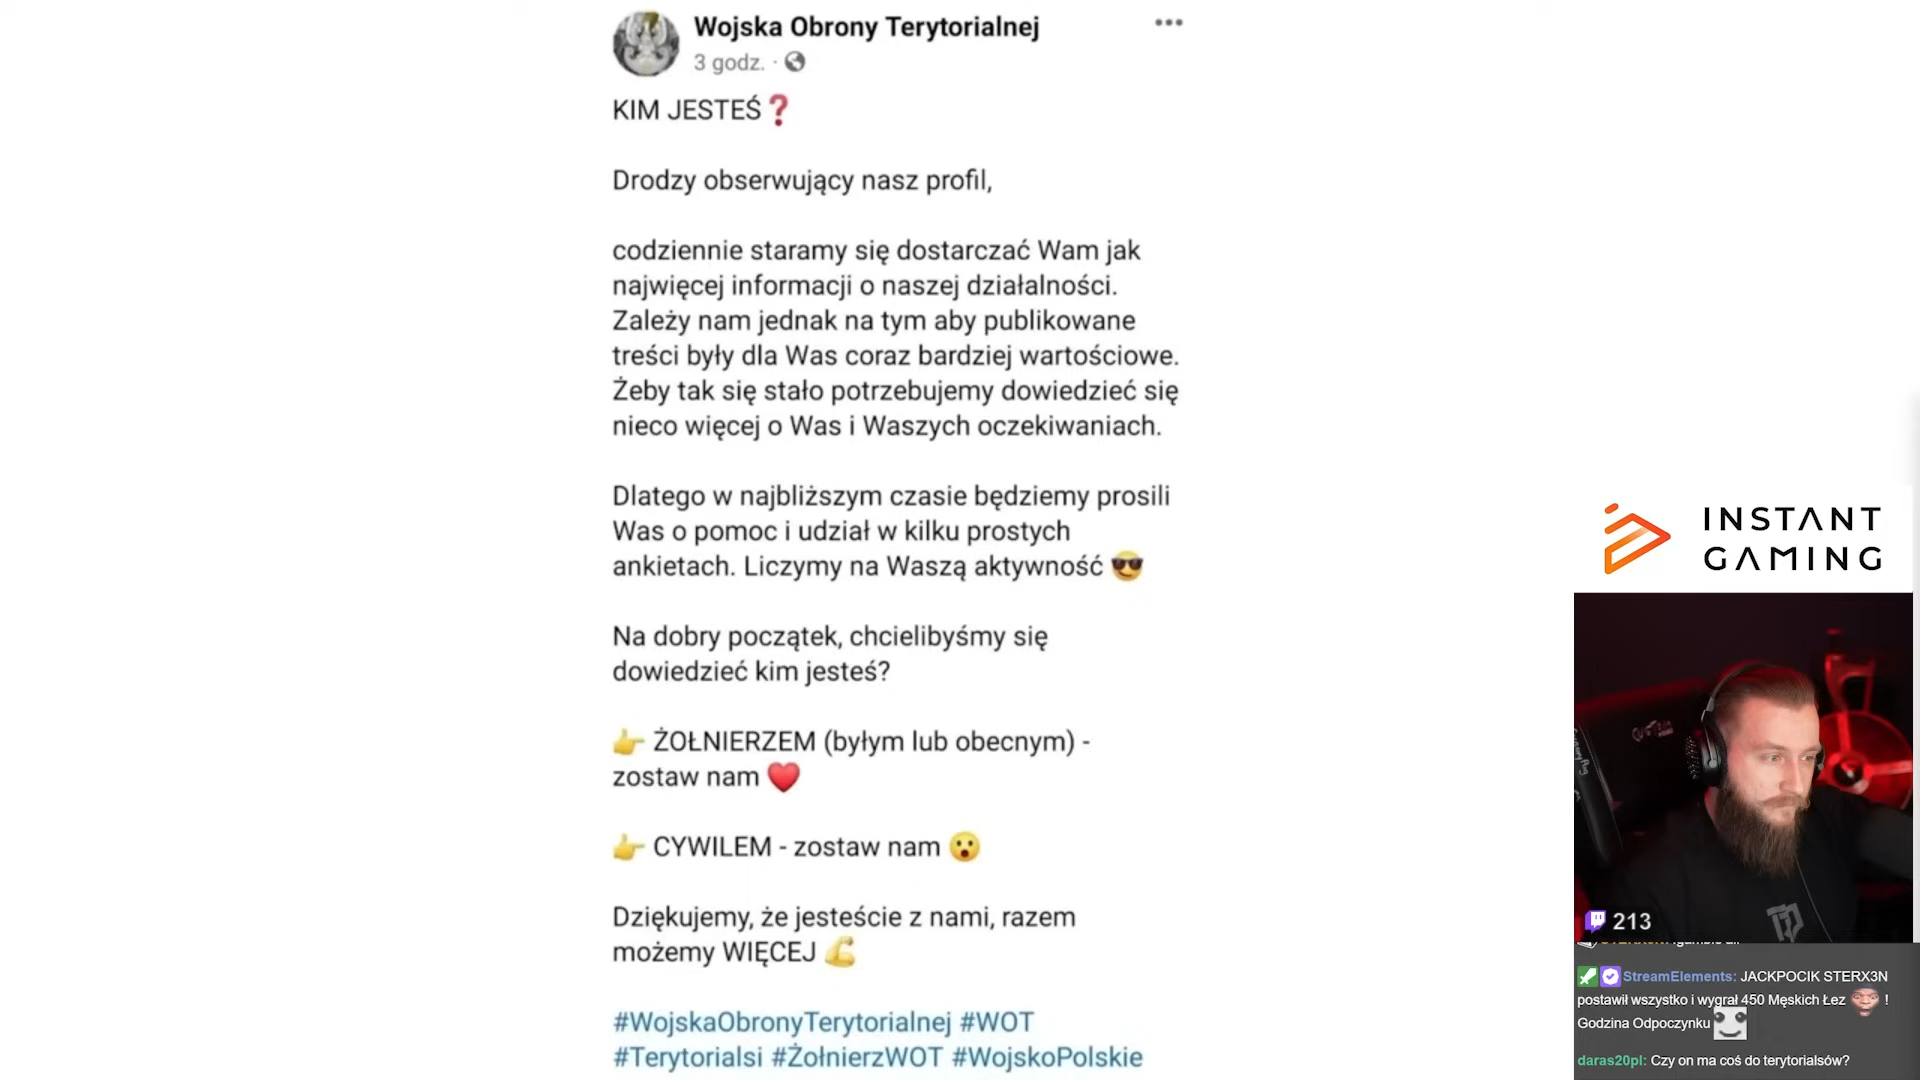 Wojska Obrony Terytorialnej
3 godz. ·
KIM JESTEŚ❓
Drodzy obserwujący nasz profil,
codziennie staramy się dostarczać Wam jak
najwięcej informacji o naszej działalności.
Zależy nam jednak na tym aby publikowane
treści były dla Was coraz bardziej wartościowe.
Żeby tak się stało potrzebujemy dowiedzieć się
nieco więcej o Was i Waszych oczekiwaniach.
Dlatego w najbliższym czasie będziemy prosili
Was o pomoc i udział w kilku prostych
ankietach. Liczymy na Waszą aktywność 😎
Na dobry początek, chcielibyśmy się
dowiedzieć kim jesteś?
👉 ŻOŁNIERZEM (byłym lub obecnym) -
zostaw nam ❤️
👉 CYWILEM - zostaw nam 😮
Dziękujemy, że jesteście z nami, razem
możemy WIĘCEJ 💪
#WojskaObronyTerytorialnej #WOT
#Terytorialsi #ŻołnierzWOT #WojskoPolskie
INSTANT
GAMING
213
StreamElements: JACKPOCIK STERX3N
postawił wszystko i wygrał 450 Męskich Łez !
Godzina Odpoczynku
daras20pl: Czy on ma coś do terytorialsów?